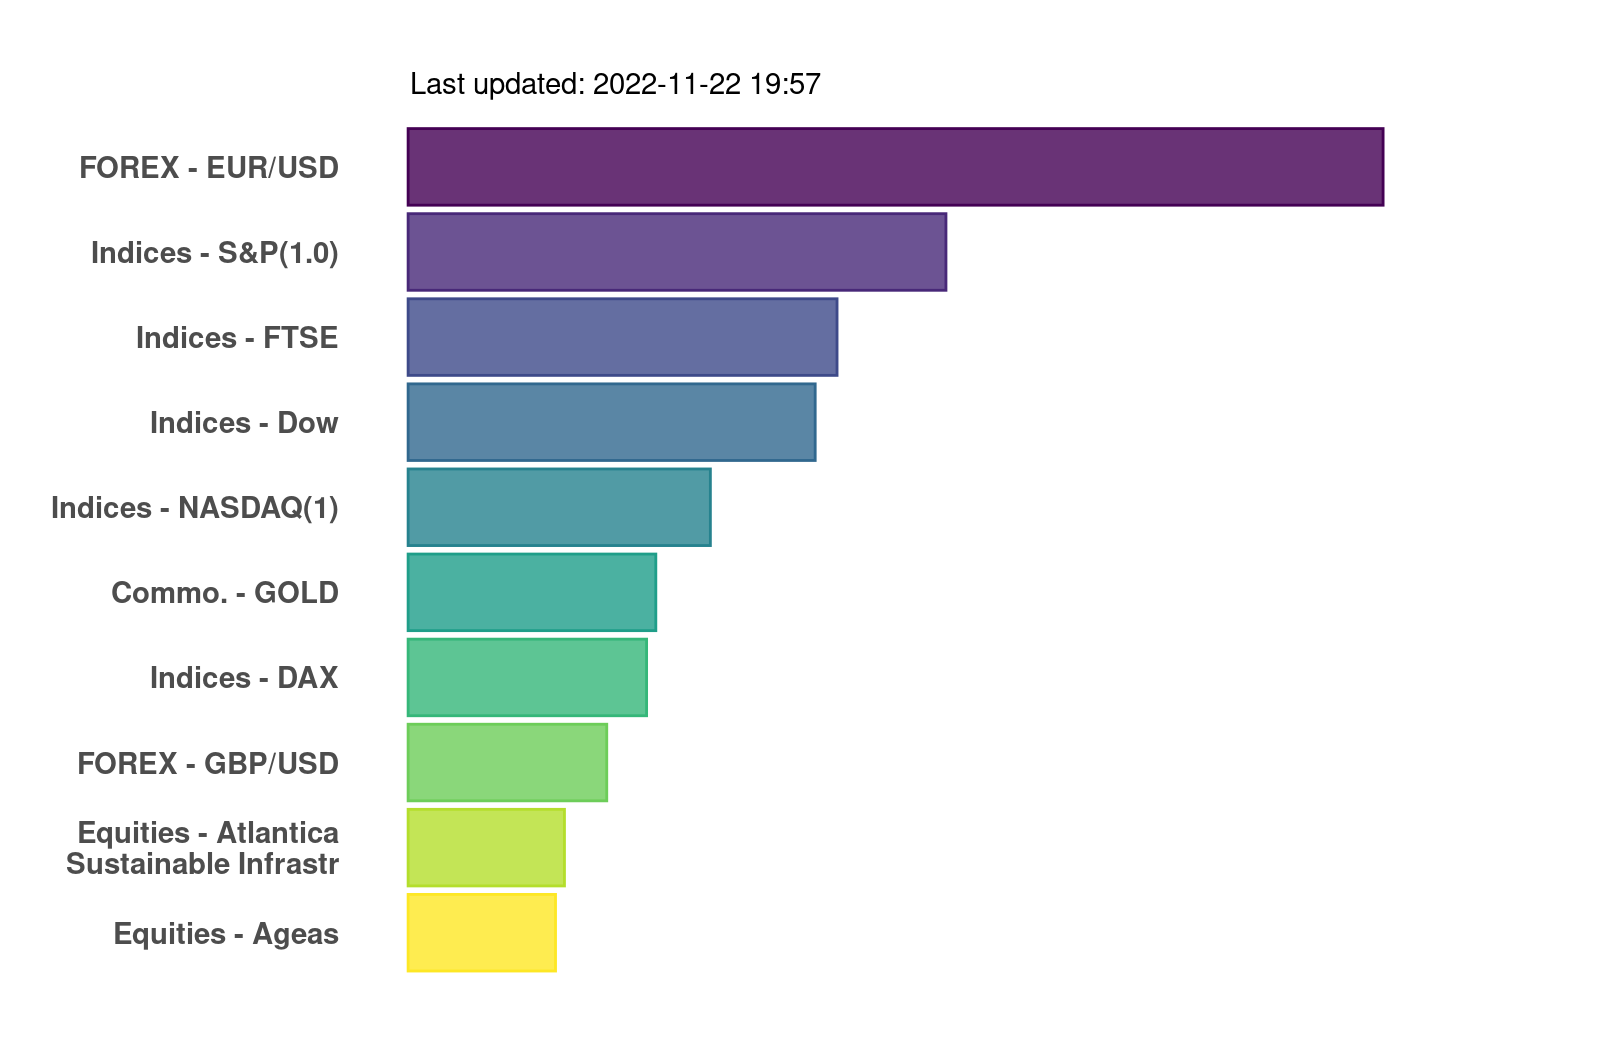 Last updated: 2022-11-22 19:57
FOREX - EUR/USD
Indices - S&P(1.0)
Indices - FTSE
Indices - Dow
Indices - NASDAQ(1)
Commo. - GOLD
Indices - DAX
FOREX - GBP/USD
Equities - Atlantica
Sustainable Infrastr
Equities - Ageas